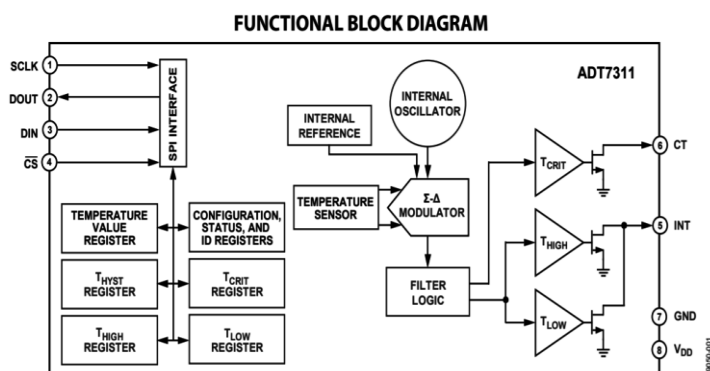 FUNCTIONAL BLOCK DIAGRAM
ADT7311
SCLK 1
DOUT 2
DIN 3
CS 4
SPI INTERFACE
INTERNAL
OSCILLATOR
INTERNAL
REFERENCE
TEMPERATURE
SENSOR
Σ-Δ
MODULATOR
FILTER
LOGIC
TCRIT
THIGH
TLOW
6 CT
5 INT
7 GND
8 VDD
TEMPERATURE
VALUE
REGISTER
CONFIGURATION,
STATUS, AND
ID REGISTERS
THYST
REGISTER
TCRIT
REGISTER
THIGH
REGISTER
TLOW
REGISTER